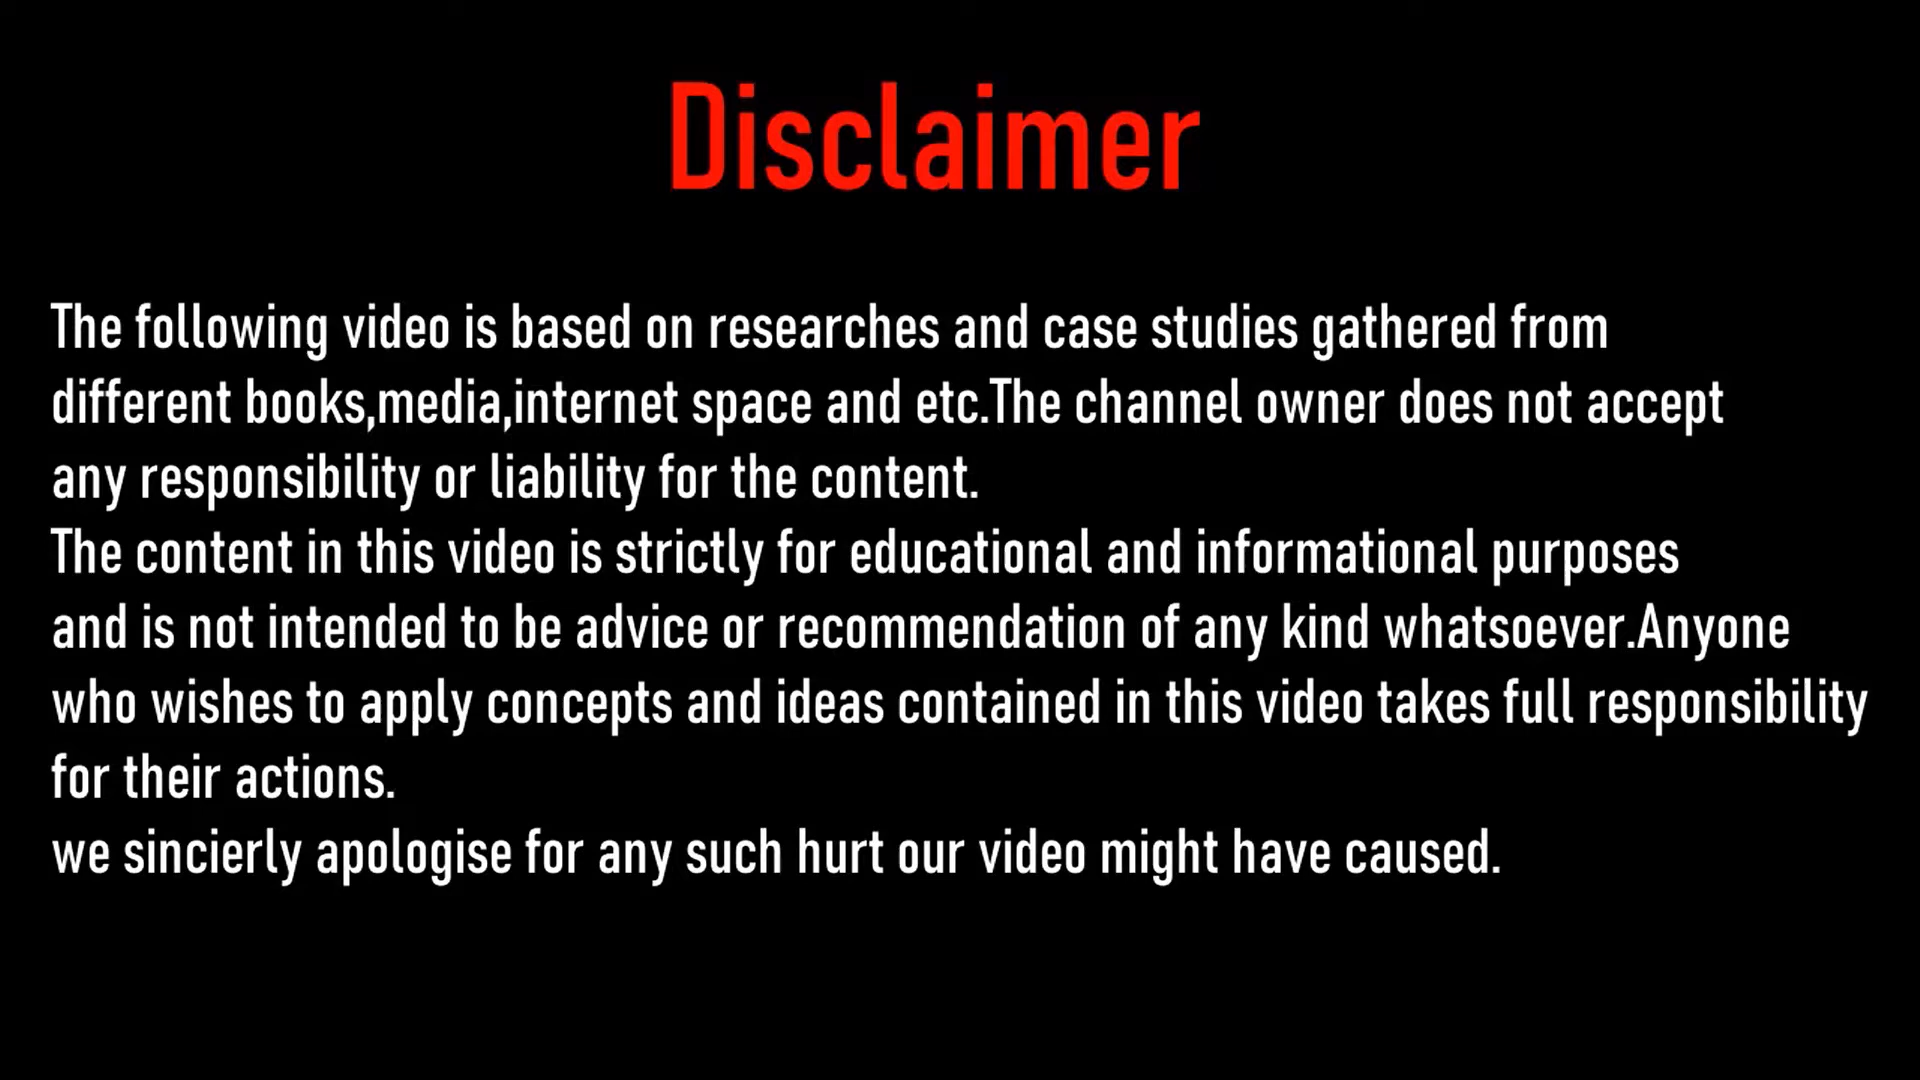 Disclaimer
The following video is based on researches and case studies gathered from
different books,media,internet space and etc.The channel owner does not accept
any responsibility or liability for the content.
The content in this video is strictly for educational and informational purposes
and is not intended to be advice or recommendation of any kind whatsoever.Anyone
who wishes to apply concepts and ideas contained in this video takes full responsibility
for their actions.
we sincierly apologise for any such hurt our video might have caused.